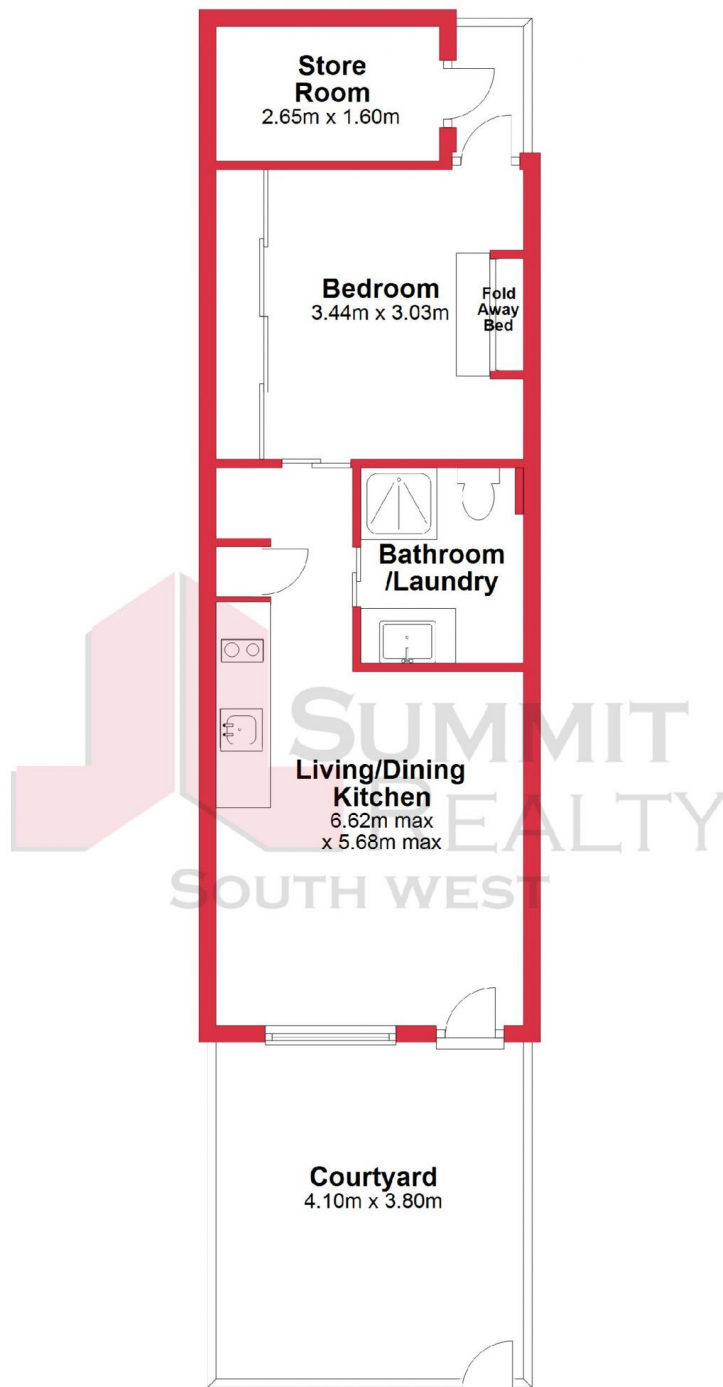 Store
Room
2.65m x 1.60m
Bedroom
3.44m x 3.03m
Fold
Away
Bed
Bathroom
/Laundry
SUMMIT
Living/Dining
Kitchen
6.62m max
x 5.68m max
REALTY
SOUTH WEST
Courtyard
4.10m x 3.80m